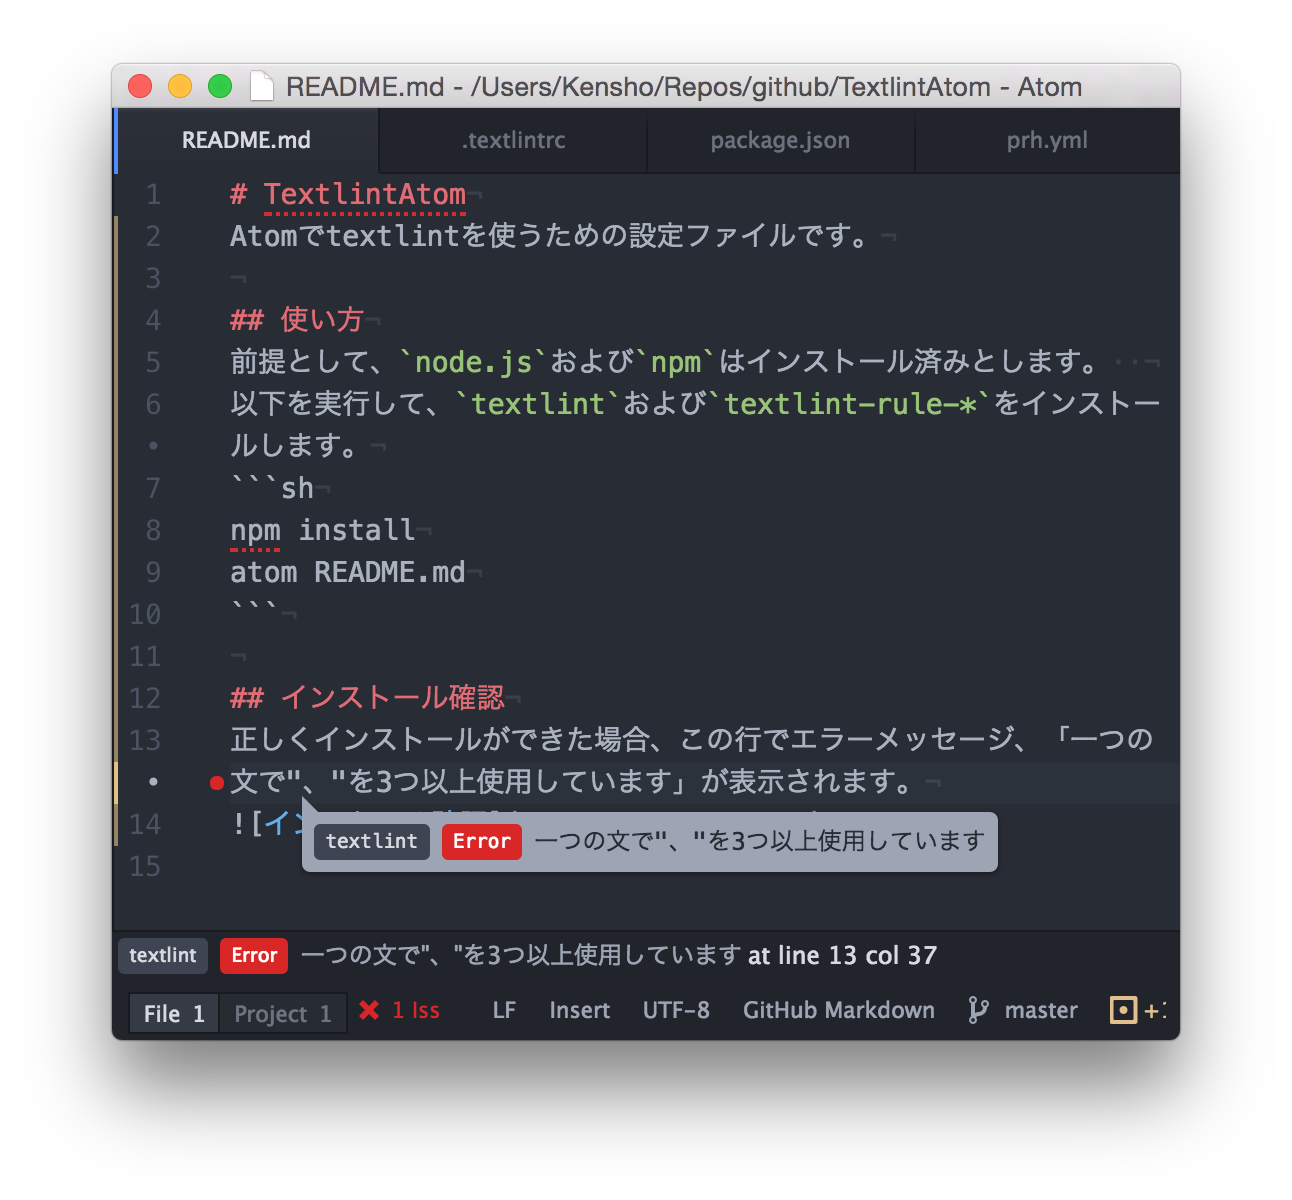 README.md - /Users/Kensho/Repos/github/TextlintAtom - Atom
README.md .textlintrc package.json prh.yml
1 # TextlintAtom¬
2 Atomでtextlintを使うための設定ファイルです。¬
3 ¬
4 ## 使い方¬
5 前提として、`node.js`および`npm`はインストール済みとします。··¬
6 以下を実行して、`textlint`および`textlint-rule-*`をインストー
• ルします。¬
7 ```sh¬
8 npm install¬
9 atom README.md¬
10 ```¬
11 ¬
12 ## インストール確認¬
13 正しくインストールができた場合、この行でエラーメッセージ、「一つの
• 文で"、"を3つ以上使用しています」が表示されます。¬
14 ![イン
textlint Error 一つの文で"、"を3つ以上使用しています
15
textlint Error 一つの文で"、"を3つ以上使用しています at line 13 col 37
File 1 Project 1 1 Iss LF Insert UTF-8 GitHub Markdown master